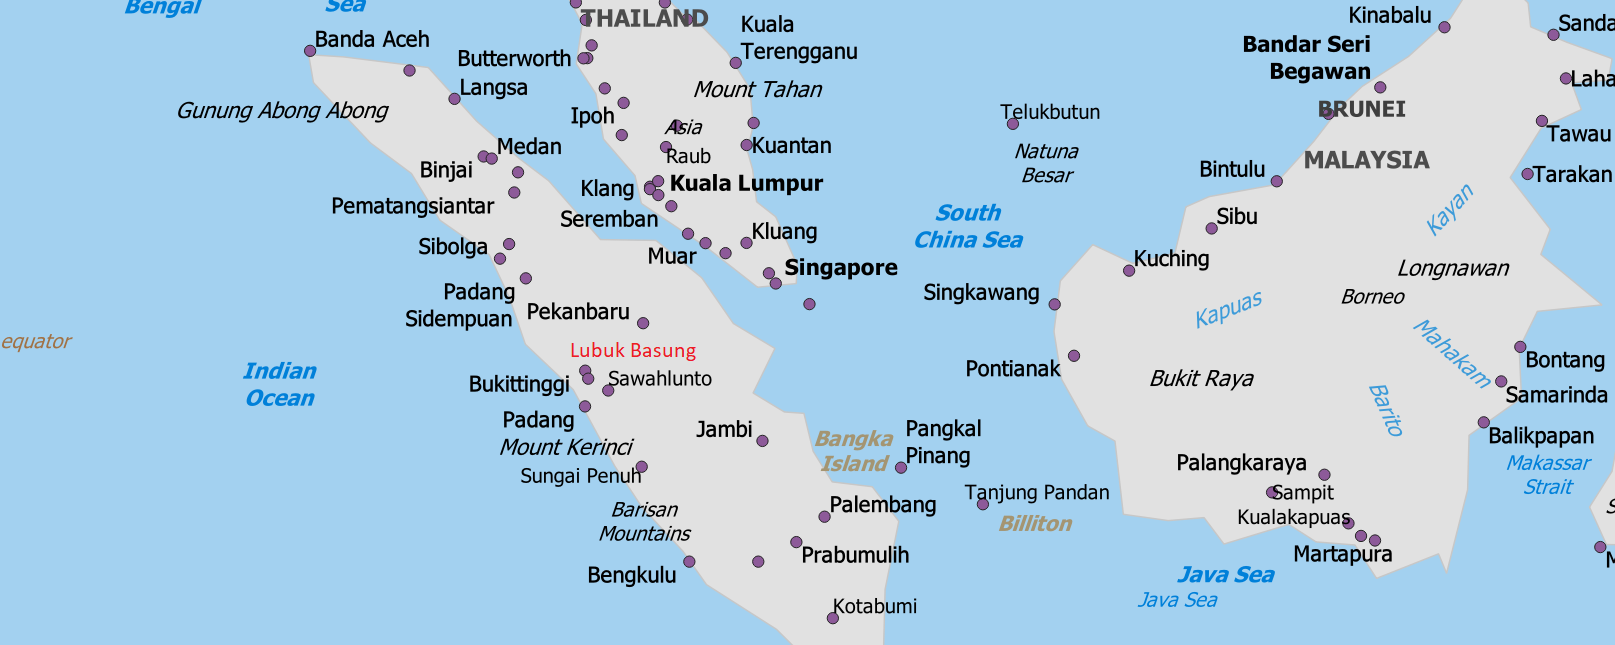 Bengal
Sea
THAILAND
Kuala
Terengganu
Kinabalu
Sanda
Banda Aceh
Butterworth
Bandar Seri
Begawan
Langsa
Laha
Mount Tahan
Gunung Abong Abong
Ipoh
Asia
Telukbutun
BRUNEI
Tawau
Medan
Raub
Kuantan
Natuna
Besar
MALAYSIA
Binjai
Klang
Kuala Lumpur
Bintulu
Tarakan
Pematangsiantar
Seremban
South
China Sea
Sibu
Kayan
Sibolga
Muar
Kluang
Kuching
Singapore
Longnawan
Padang
Sidempuan
Pekanbaru
Singkawang
Kapuas
Borneo
equator
Lubuk Basung
Mahakam
Indian
Ocean
Bukittinggi
Sawahlunto
Pontianak
Bukit Raya
Bontang
Samarinda
Barito
Padang
Jambi
Bangka
Island
Pangkal
Pinang
Balikpapan
Mount Kerinci
Sungai Penuh
Palangkaraya
Makassar
Strait
Barisan
Mountains
Palembang
Tanjung Pandan
Billiton
Sampit
Kualakapuas
S
Prabumulih
Martapura
M
Bengkulu
Java Sea
Java Sea
Kotabumi